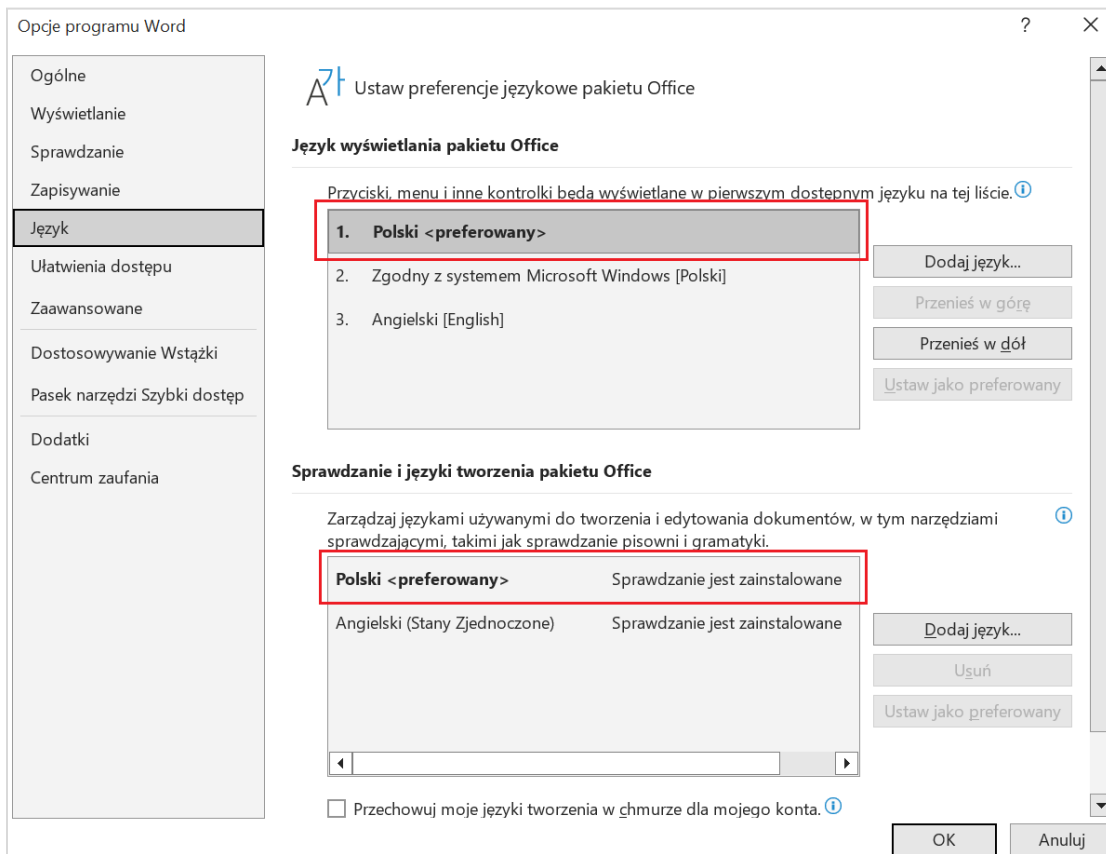 Opcje programu Word
?
Ogólne
Wyświetlanie
Sprawdzanie
Zapisywanie
Język
Ułatwienia dostępu
Zaawansowane
Dostosowywanie Wstążki
Pasek narzędzi Szybki dostęp
Dodatki
Centrum zaufania
Ustaw preferencje językowe pakietu Office
Język wyświetlania pakietu Office
Przyciski, menu i inne kontrolki będą wyświetlane w pierwszym dostępnym języku na tej liście.
1. Polski <preferowany>
2. Zgodny z systemem Microsoft Windows [Polski]
3. Angielski [English]
Dodaj język...
Przenieś w górę
Przenieś w dół
Ustaw jako preferowany
Sprawdzanie i języki tworzenia pakietu Office
Zarządzaj językami używanymi do tworzenia i edytowania dokumentów, w tym narzędziami
sprawdzającymi, takimi jak sprawdzanie pisowni i gramatyki.
Polski <preferowany> Sprawdzanie jest zainstalowane
Angielski (Stany Zjednoczone) Sprawdzanie jest zainstalowane
Dodaj język...
Usuń
Ustaw jako preferowany
Przechowuj moje języki tworzenia w chmurze dla mojego konta.
OK
Anuluj